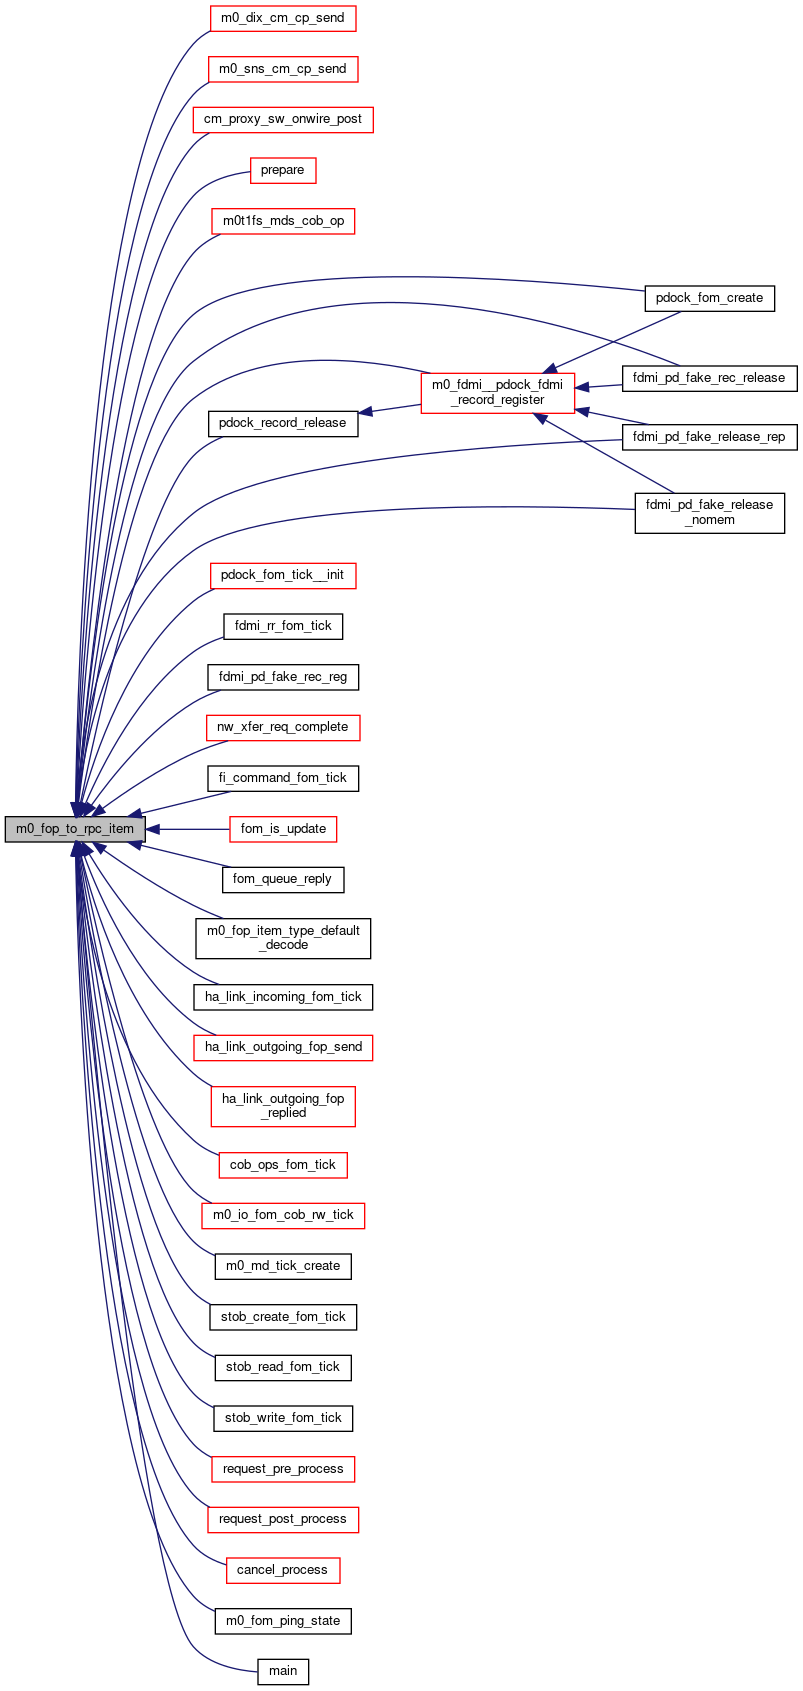 m0_dix_cm_cp_send
m0_sns_cm_cp_send
cm_proxy_sw_onwire_post
prepare
m0t1fs_mds_cob_op
pdock_fom_create
fdmi_pd_fake_rec_release
m0_fdmi__pdock_fdmi
_record_register
pdock_record_release
fdmi_pd_fake_release_rep
fdmi_pd_fake_release
_nomem
pdock_fom_tick__init
fdmi_rr_fom_tick
fdmi_pd_fake_rec_reg
nw_xfer_req_complete
fi_command_fom_tick
m0_fop_to_rpc_item
fom_is_update
fom_queue_reply
m0_fop_item_type_default
_decode
ha_link_incoming_fom_tick
ha_link_outgoing_fop_send
ha_link_outgoing_fop
_replied
cob_ops_fom_tick
m0_io_fom_cob_rw_tick
m0_md_tick_create
stob_create_fom_tick
stob_read_fom_tick
stob_write_fom_tick
request_pre_process
request_post_process
cancel_process
m0_fom_ping_state
main